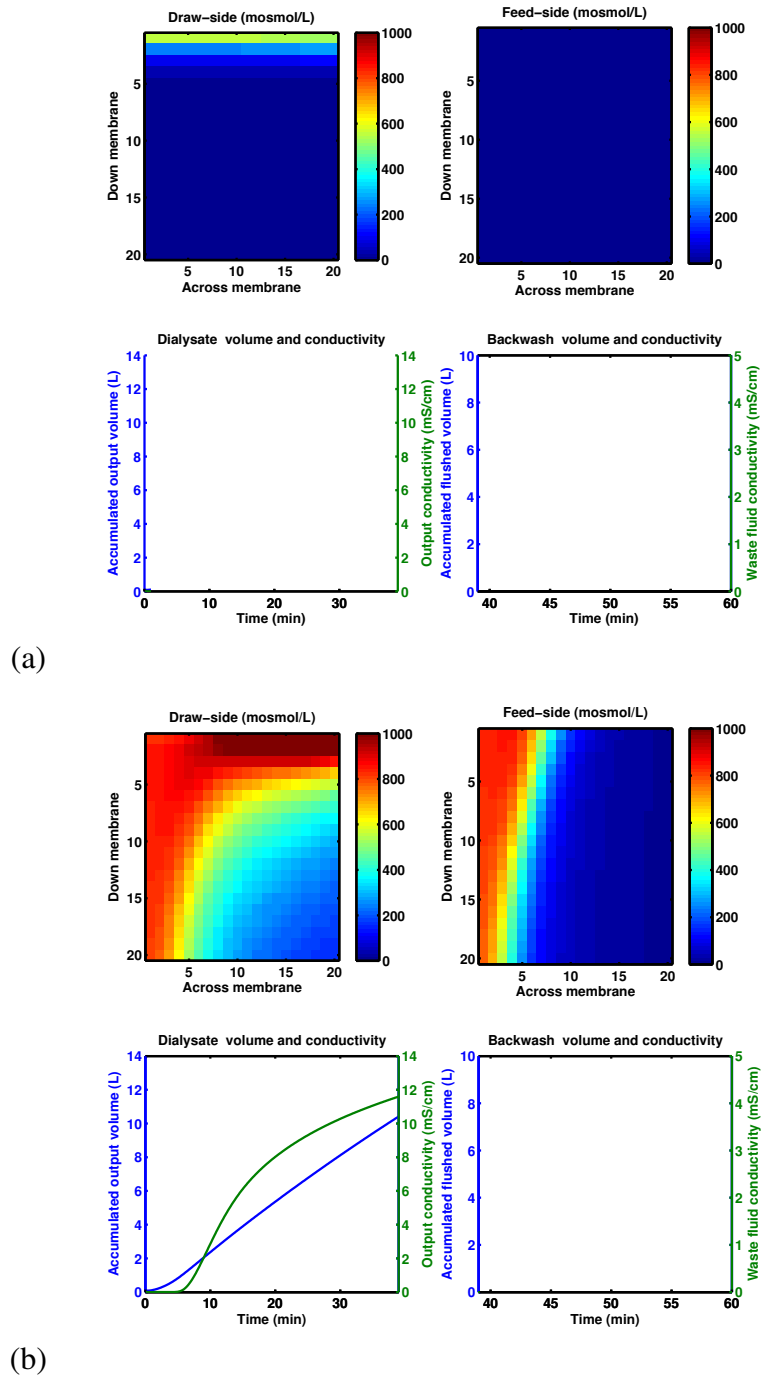 Draw−side (mosmol/L)
Down membrane
5
10
15
20
5 10 15 20
Across membrane
1000
800
600
400
200
0
Feed−side (mosmol/L)
Down membrane
5
10
15
20
5 10 15 20
Across membrane
1000
800
600
400
200
0
Dialysate volume and conductivity
Accumulated output volume (L)
14
12
10
8
6
4
2
0
0 10 20 30
Time (min)
14
12
10
8
6
4
2
0
Output conductivity (mS/cm)
Backwash volume and conductivity
Accumulated flushed volume (L)
10
8
6
4
2
0
40 45 50 55 60
Time (min)
5
4
3
2
1
0
Waste fluid conductivity (mS/cm)
(a)
Draw−side (mosmol/L)
Down membrane
5
10
15
20
5 10 15 20
Across membrane
1000
800
600
400
200
0
Feed−side (mosmol/L)
Down membrane
5
10
15
20
5 10 15 20
Across membrane
1000
800
600
400
200
0
Dialysate volume and conductivity
Accumulated output volume (L)
14
12
10
8
6
4
2
0
0 10 20 30
Time (min)
14
12
10
8
6
4
2
0
Output conductivity (mS/cm)
Backwash volume and conductivity
Accumulated flushed volume (L)
10
8
6
4
2
0
40 45 50 55 60
Time (min)
5
4
3
2
1
0
Waste fluid conductivity (mS/cm)
(b)